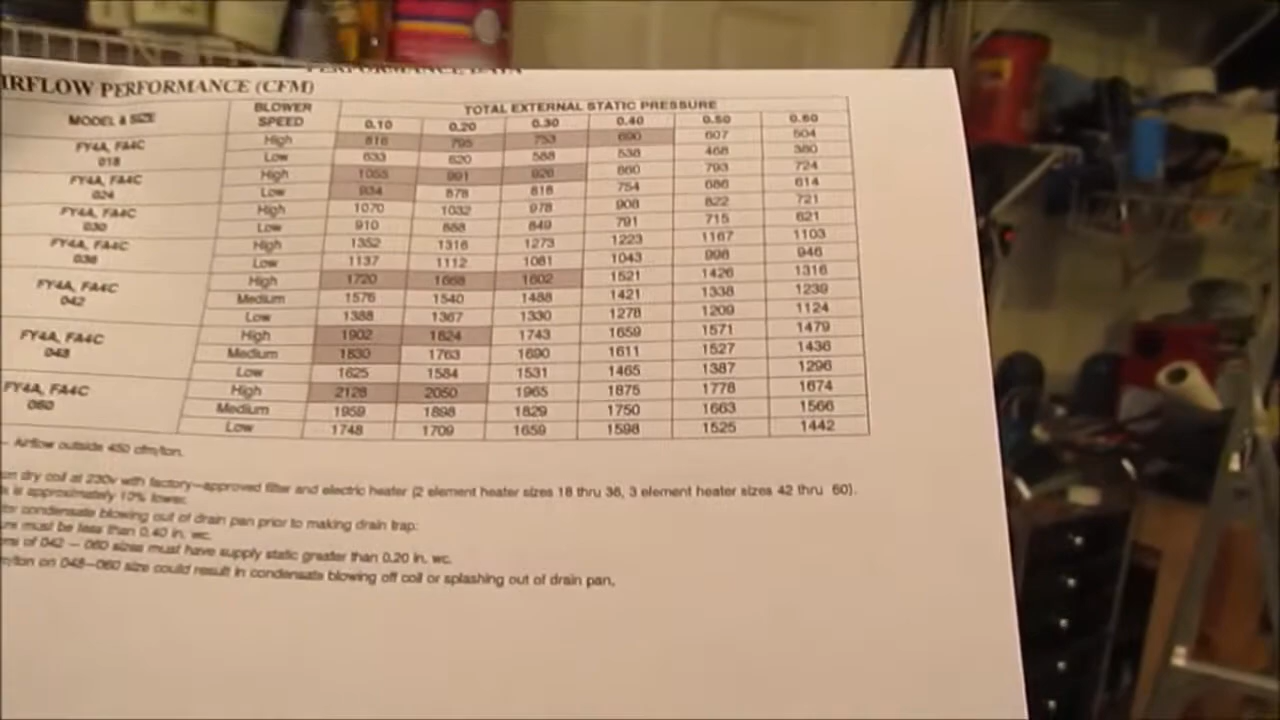 PERFORMANCE DATA
IRFLOW PERFORMANCE (CFM)
MODEL & SIZE BLOWER SPEED TOTAL EXTERNAL STATIC PRESSURE
0.10 0.20 0.30 0.40 0.50 0.60
FY4A, FA4C 018 High 816 795 753 690 607 504
Low 633 620 588 538 468 380
FY4A, FA4C 024 High 1055 991 926 860 793 724
Low 934 878 816 754 686 614
FY4A, FA4C 030 High 1070 1032 978 908 822 721
Low 910 888 849 791 715 621
FY4A, FA4C 036 High 1352 1316 1273 1223 1167 1103
Low 1137 1112 1081 1043 998 946
FY4A, FA4C 042 High 1720 1668 1602 1521 1426 1316
Medium 1576 1540 1488 1421 1338 1239
Low 1388 1367 1330 1278 1209 1124
FY4A, FA4C 048 High 1902 1824 1743 1659 1571 1479
Medium 1830 1763 1690 1611 1527 1436
Low 1625 1584 1531 1465 1387 1296
FY4A, FA4C 060 High 2128 2050 1965 1875 1778 1674
Medium 1959 1898 1829 1750 1663 1566
Low 1748 1709 1659 1598 1525 1442
— Airflow outside 450 cfm/ton.
on dry coil at 230v with factory-approved filter and electric heater (2 element heater sizes 18 thru 36, 3 element heater sizes 42 thru 60).
is approximately 10% lower.
condensate blowing out of drain pan prior to making drain trap:
must be less than 0.40 in. wc.
of 042 — 060 sizes must have supply static greater than 0.20 in. wc.
/ton on 048-060 size could result in condensate blowing off coil or splashing out of drain pan.